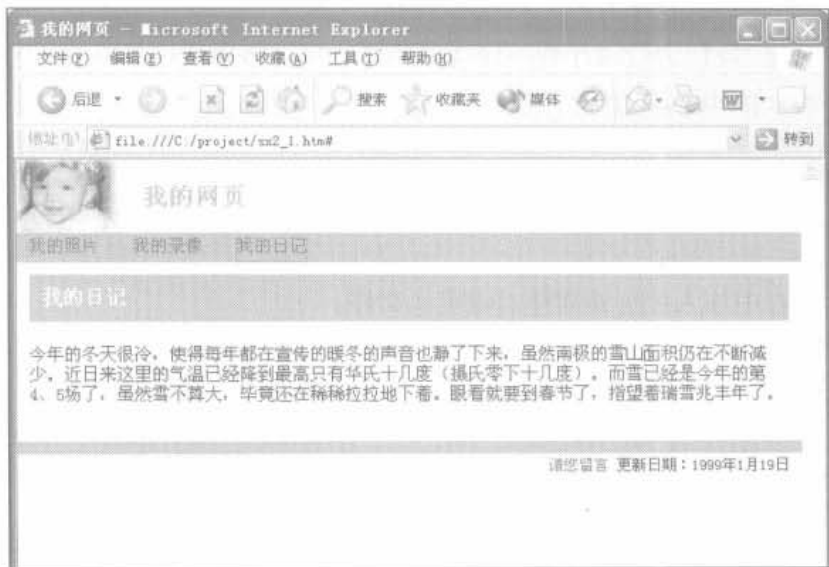 我的网页 - Microsoft Internet Explorer
文件(F) 编辑(E) 查看(V) 收藏(A) 工具(T) 帮助(H)
后退 搜索 收藏夹 媒体
地址(D) file:///C:/project/sx2_1.htm# 转到
我的网页
我的照片 我的录像 我的日记
我的日记
今年的冬天很冷，使得每年都在宣传的暖冬的声音也静了下来，虽然南极的雪山面积仍在不断减
少。近日来这里的气温已经降到最高只有华氏十几度（摄氏零下十几度）。而雪已经是今年的第
4、5场了，虽然雪不算大，毕竟还在稀稀拉拉地下着。眼看就要到春节了，指望着瑞雪兆丰年了。
请您留言 更新日期：1999年1月19日